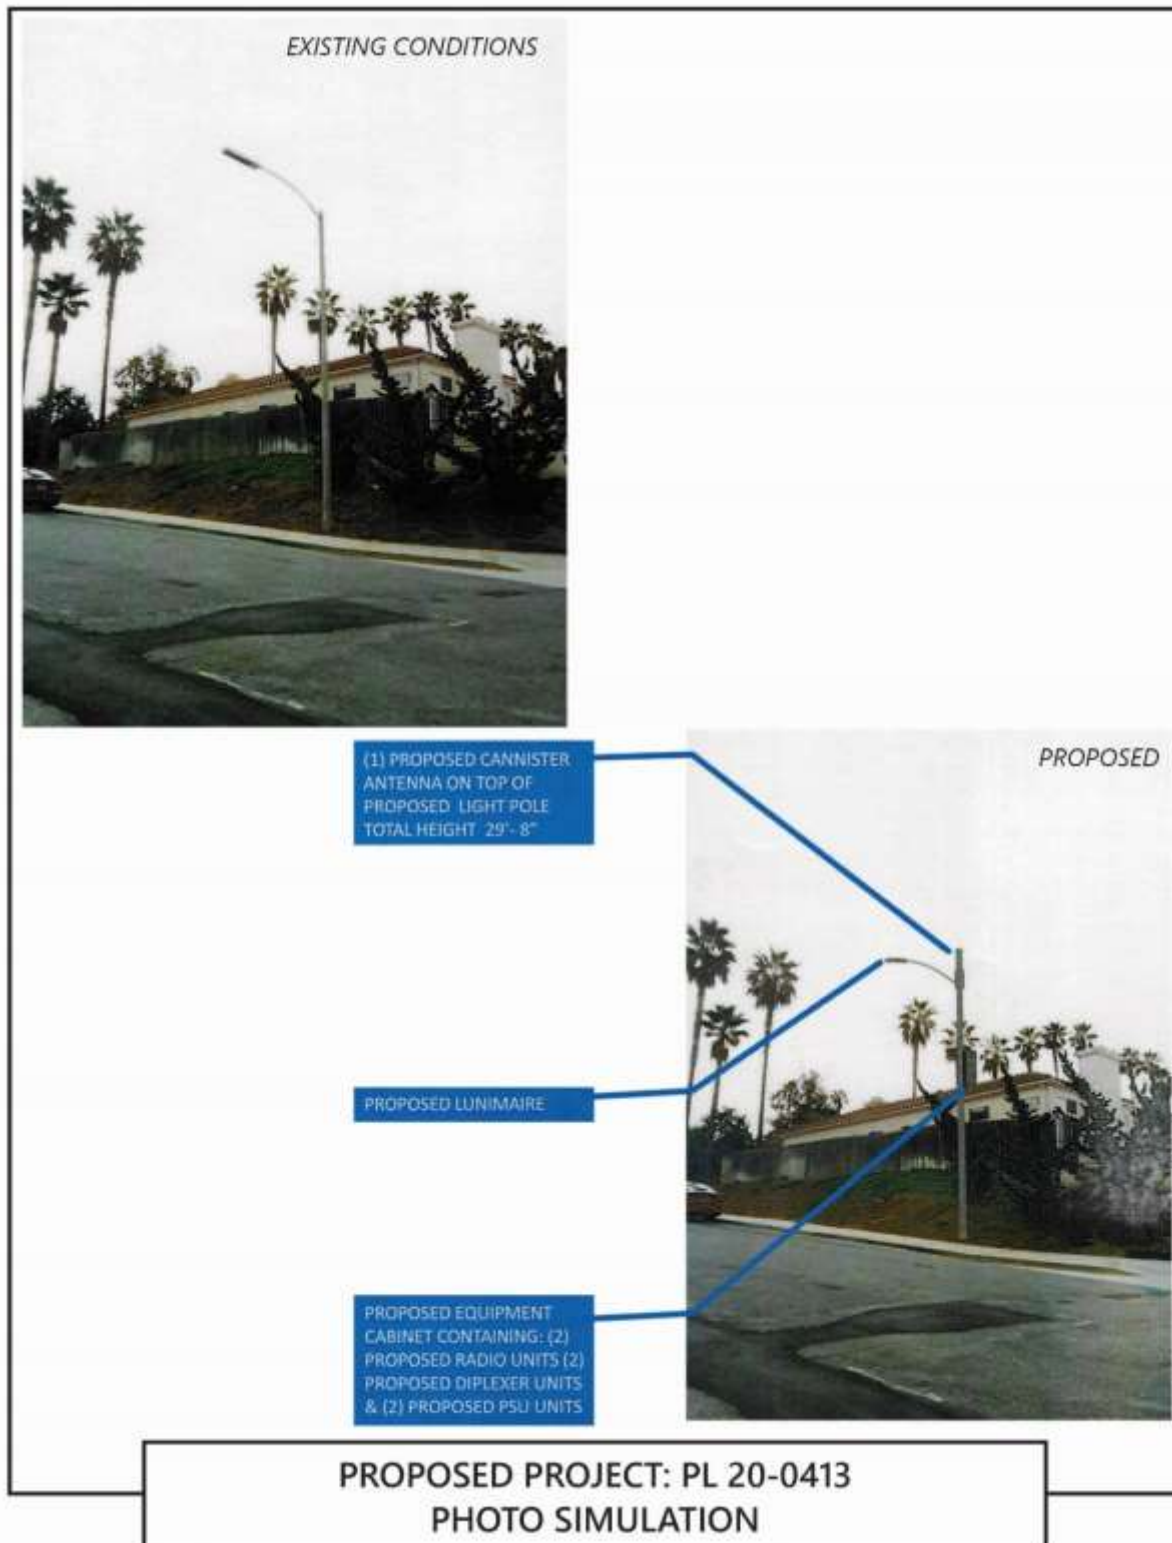 EXISTING CONDITIONS
(1) PROPOSED CANNISTER
ANTENNA ON TOP OF
PROPOSED LIGHT POLE
TOTAL HEIGHT 29'- 8"
PROPOSED
PROPOSED LUNIMAIRE
PROPOSED EQUIPMENT
CABINET CONTAINING: (2)
PROPOSED RADIO UNITS (2)
PROPOSED DIPLEXER UNITS
& (2) PROPOSED PSU UNITS
PROPOSED PROJECT: PL 20-0413
PHOTO SIMULATION